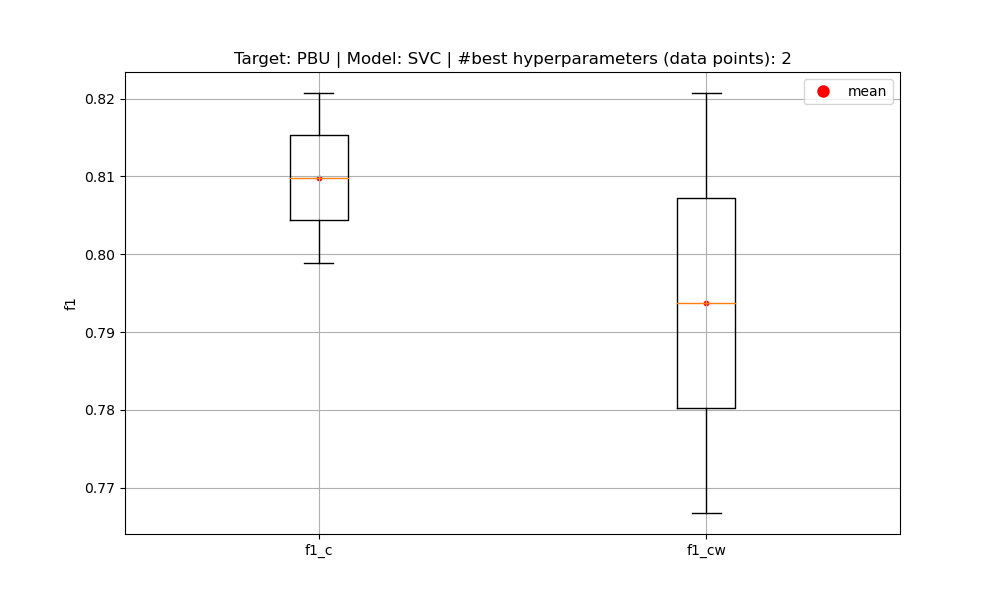 Target: PBU | Model: SVC | #best hyperparameters (data points): 2
mean
0.82
0.81
0.80
0.79
0.78
0.77
f1
f1_c
f1_cw